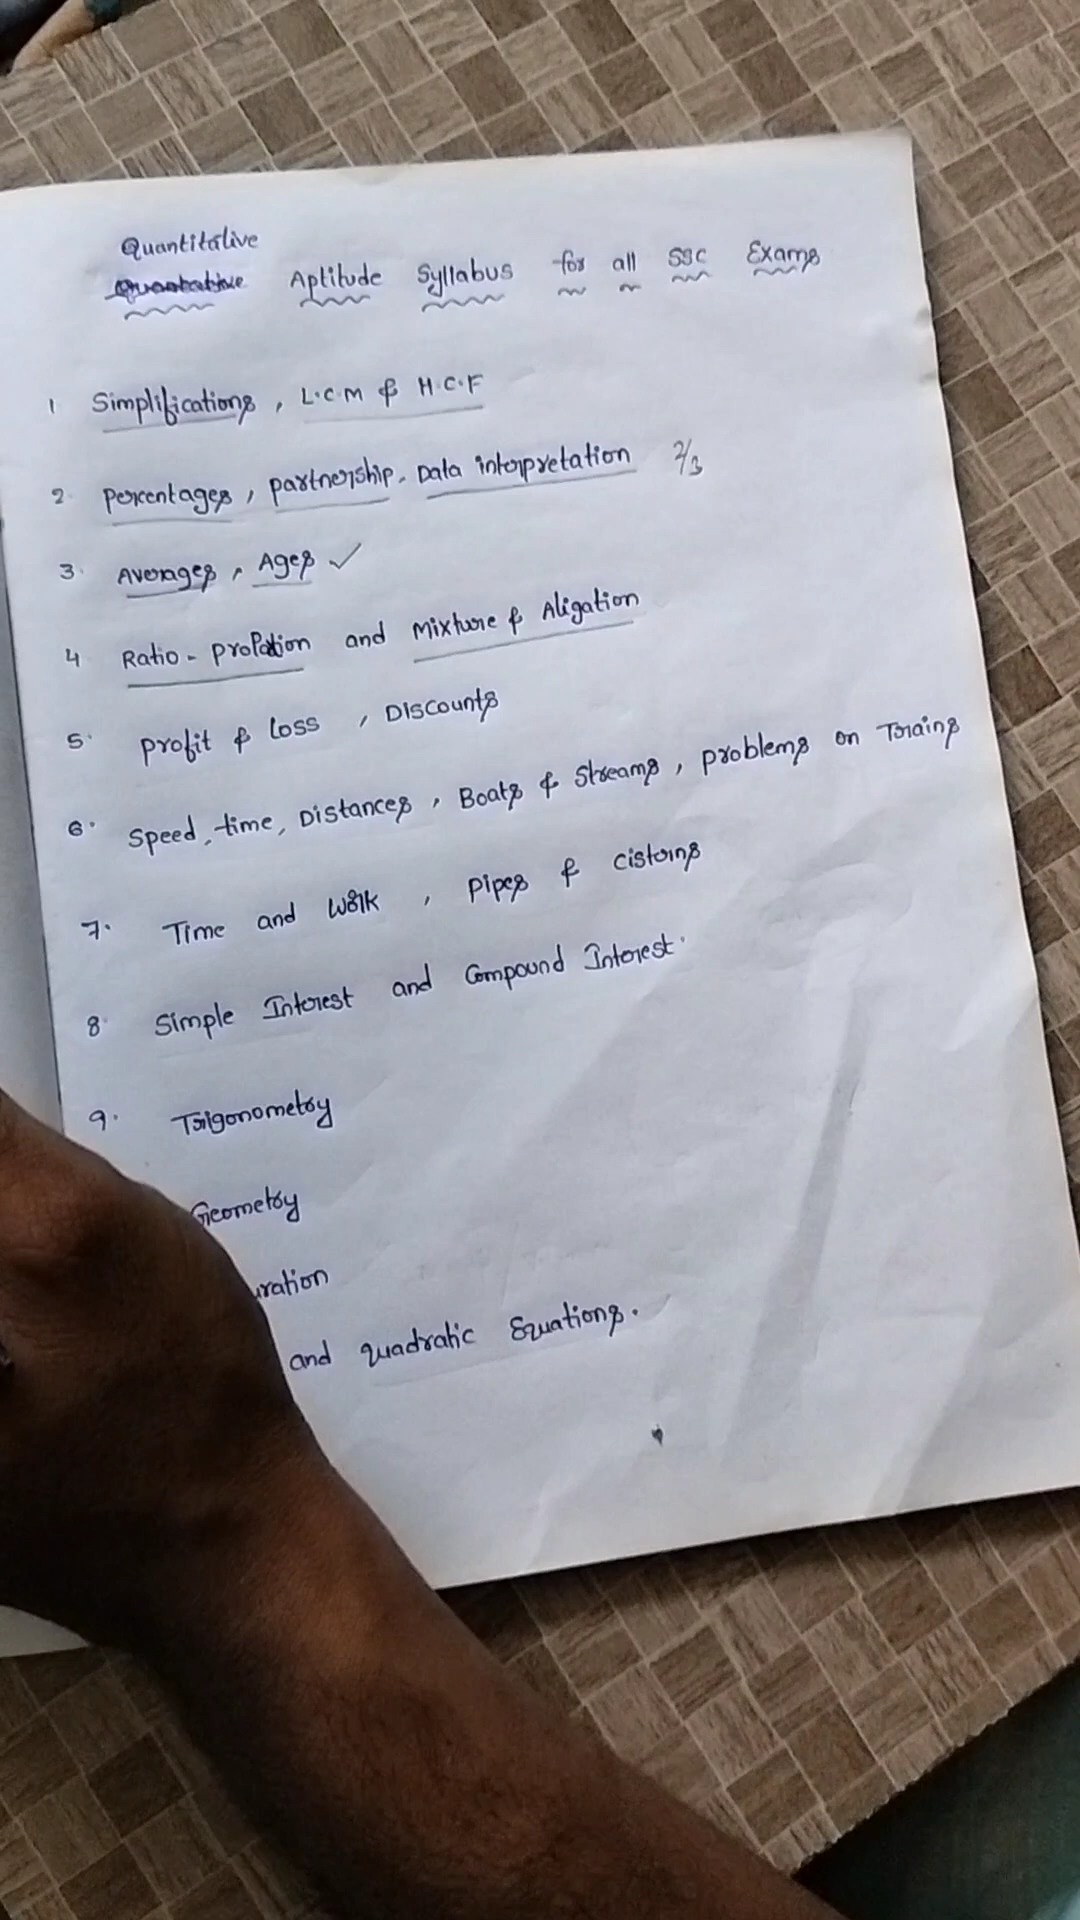 Quantitative
Aptitude Syllabus for all SSC Exams
1 Simplifications, L.C.M & H.C.F
2. percentages, partnership, Data interpretation 2/3
3. Averages, Ages ✓
4 Ratio - propation and Mixture & Aligation
5. profit & loss, Discounts
6. Speed, time, Distances, Boats & Streams, problems on Trains
7. Time and work, pipes & cisterns
8. Simple Interest and Compound Interest.
9. Trigonometry
Geometry
uration
and quadratic Equations.